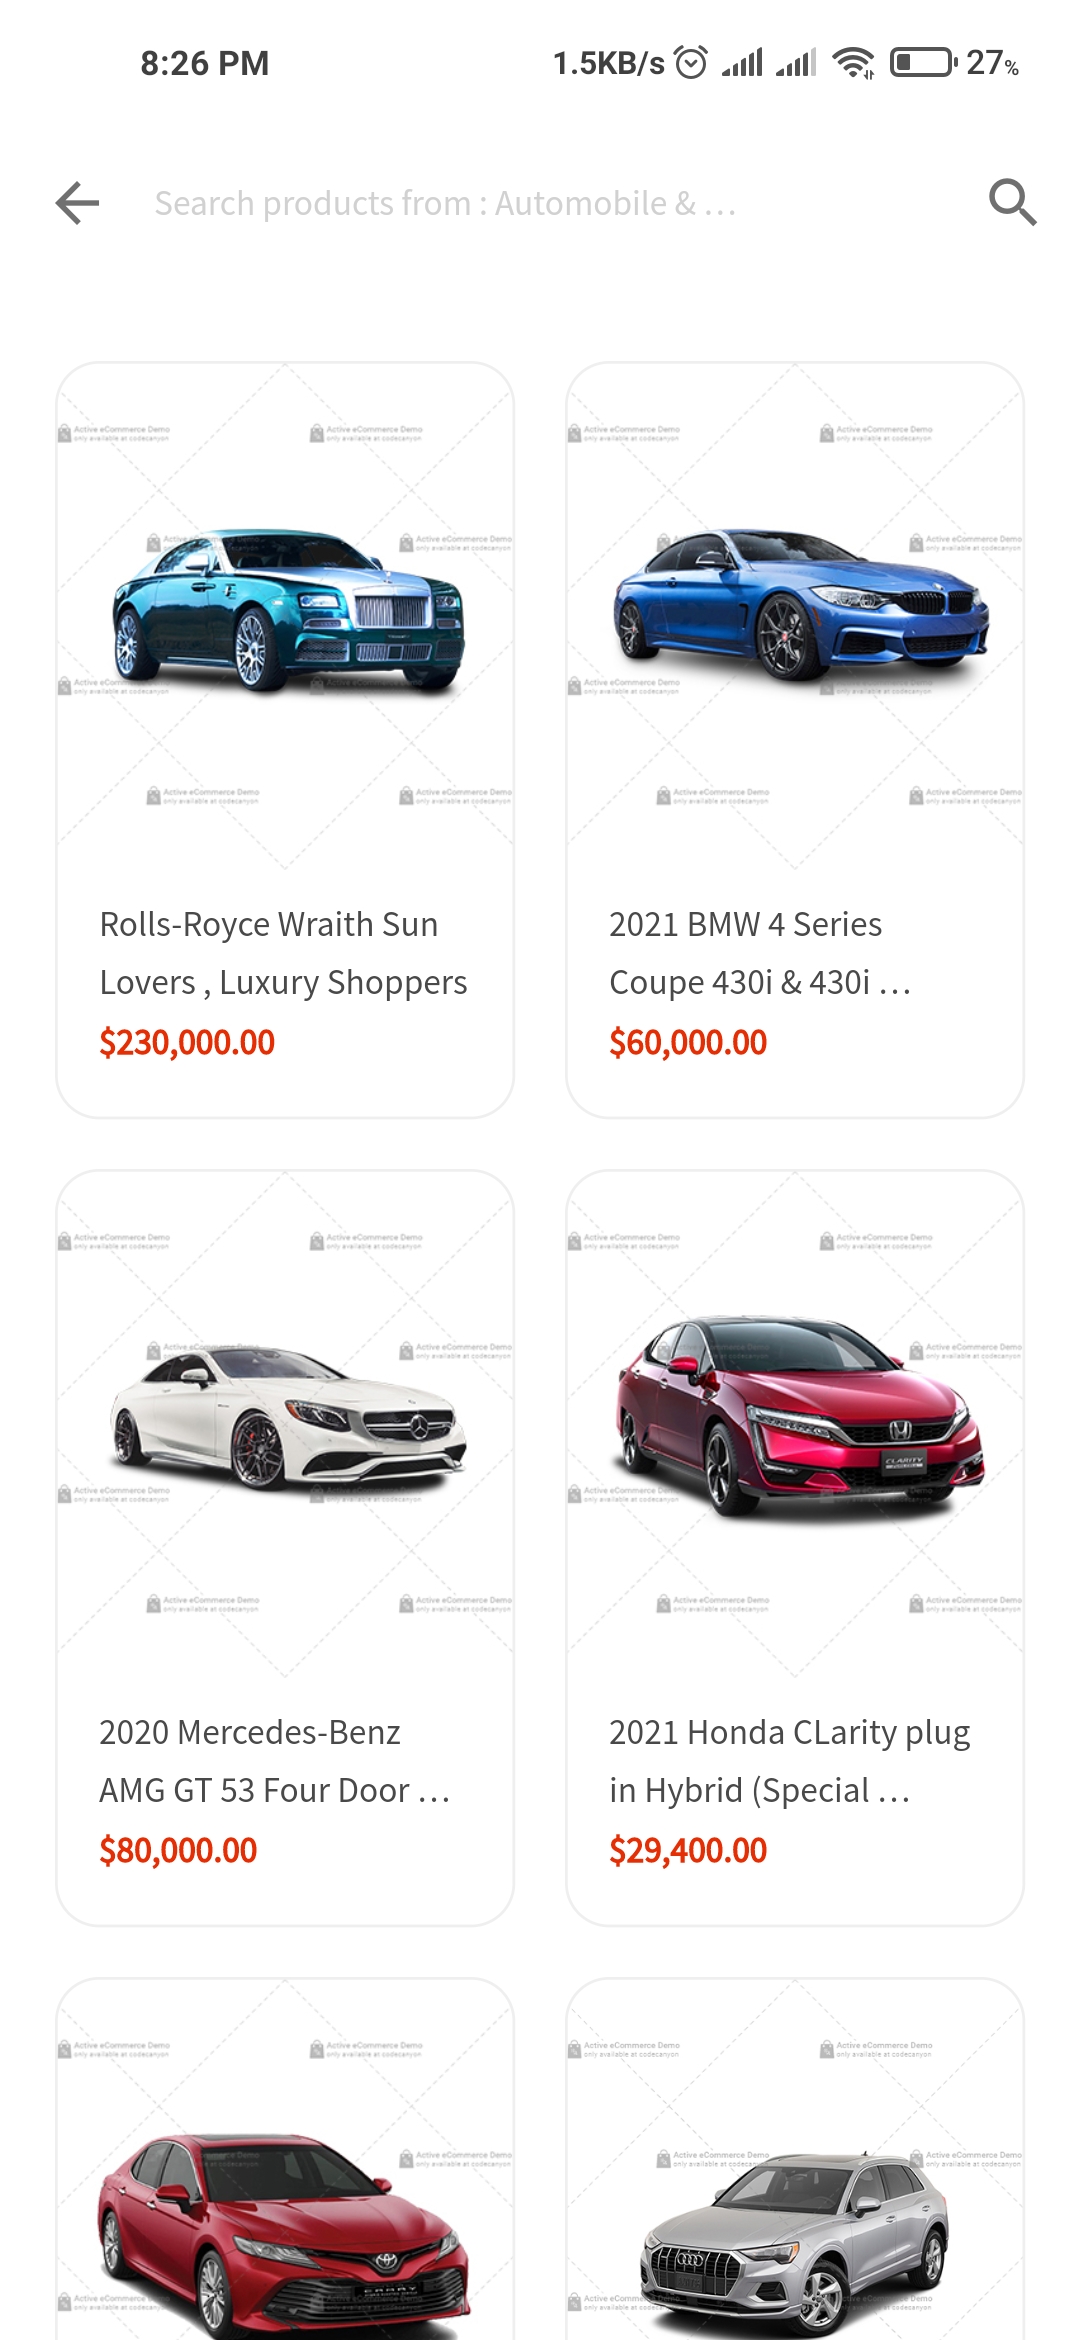 8:26 PM 1.5KB/s 27%
Search products from : Automobile & ...
Active eCommerce Demo
only available at codecanyon
Rolls-Royce Wraith Sun
Lovers , Luxury Shoppers
$230,000.00
2021 BMW 4 Series
Coupe 430i & 430i ...
$60,000.00
CLARITY
2020 Mercedes-Benz
AMG GT 53 Four Door ...
$80,000.00
2021 Honda CLarity plug
in Hybrid (Special ...
$29,400.00